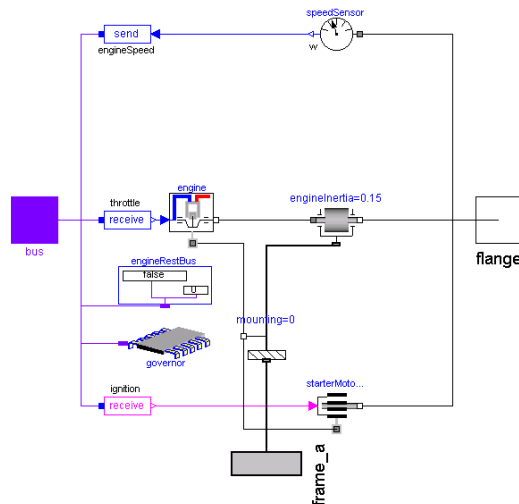 speedSensor
send
engineSpeed
w
engine
throttle
receive
engineInertia=0.15
bus
flange
engineRestBus
false
0
mounting=0
governor
ignition
receive
starterMoto...
frame_a